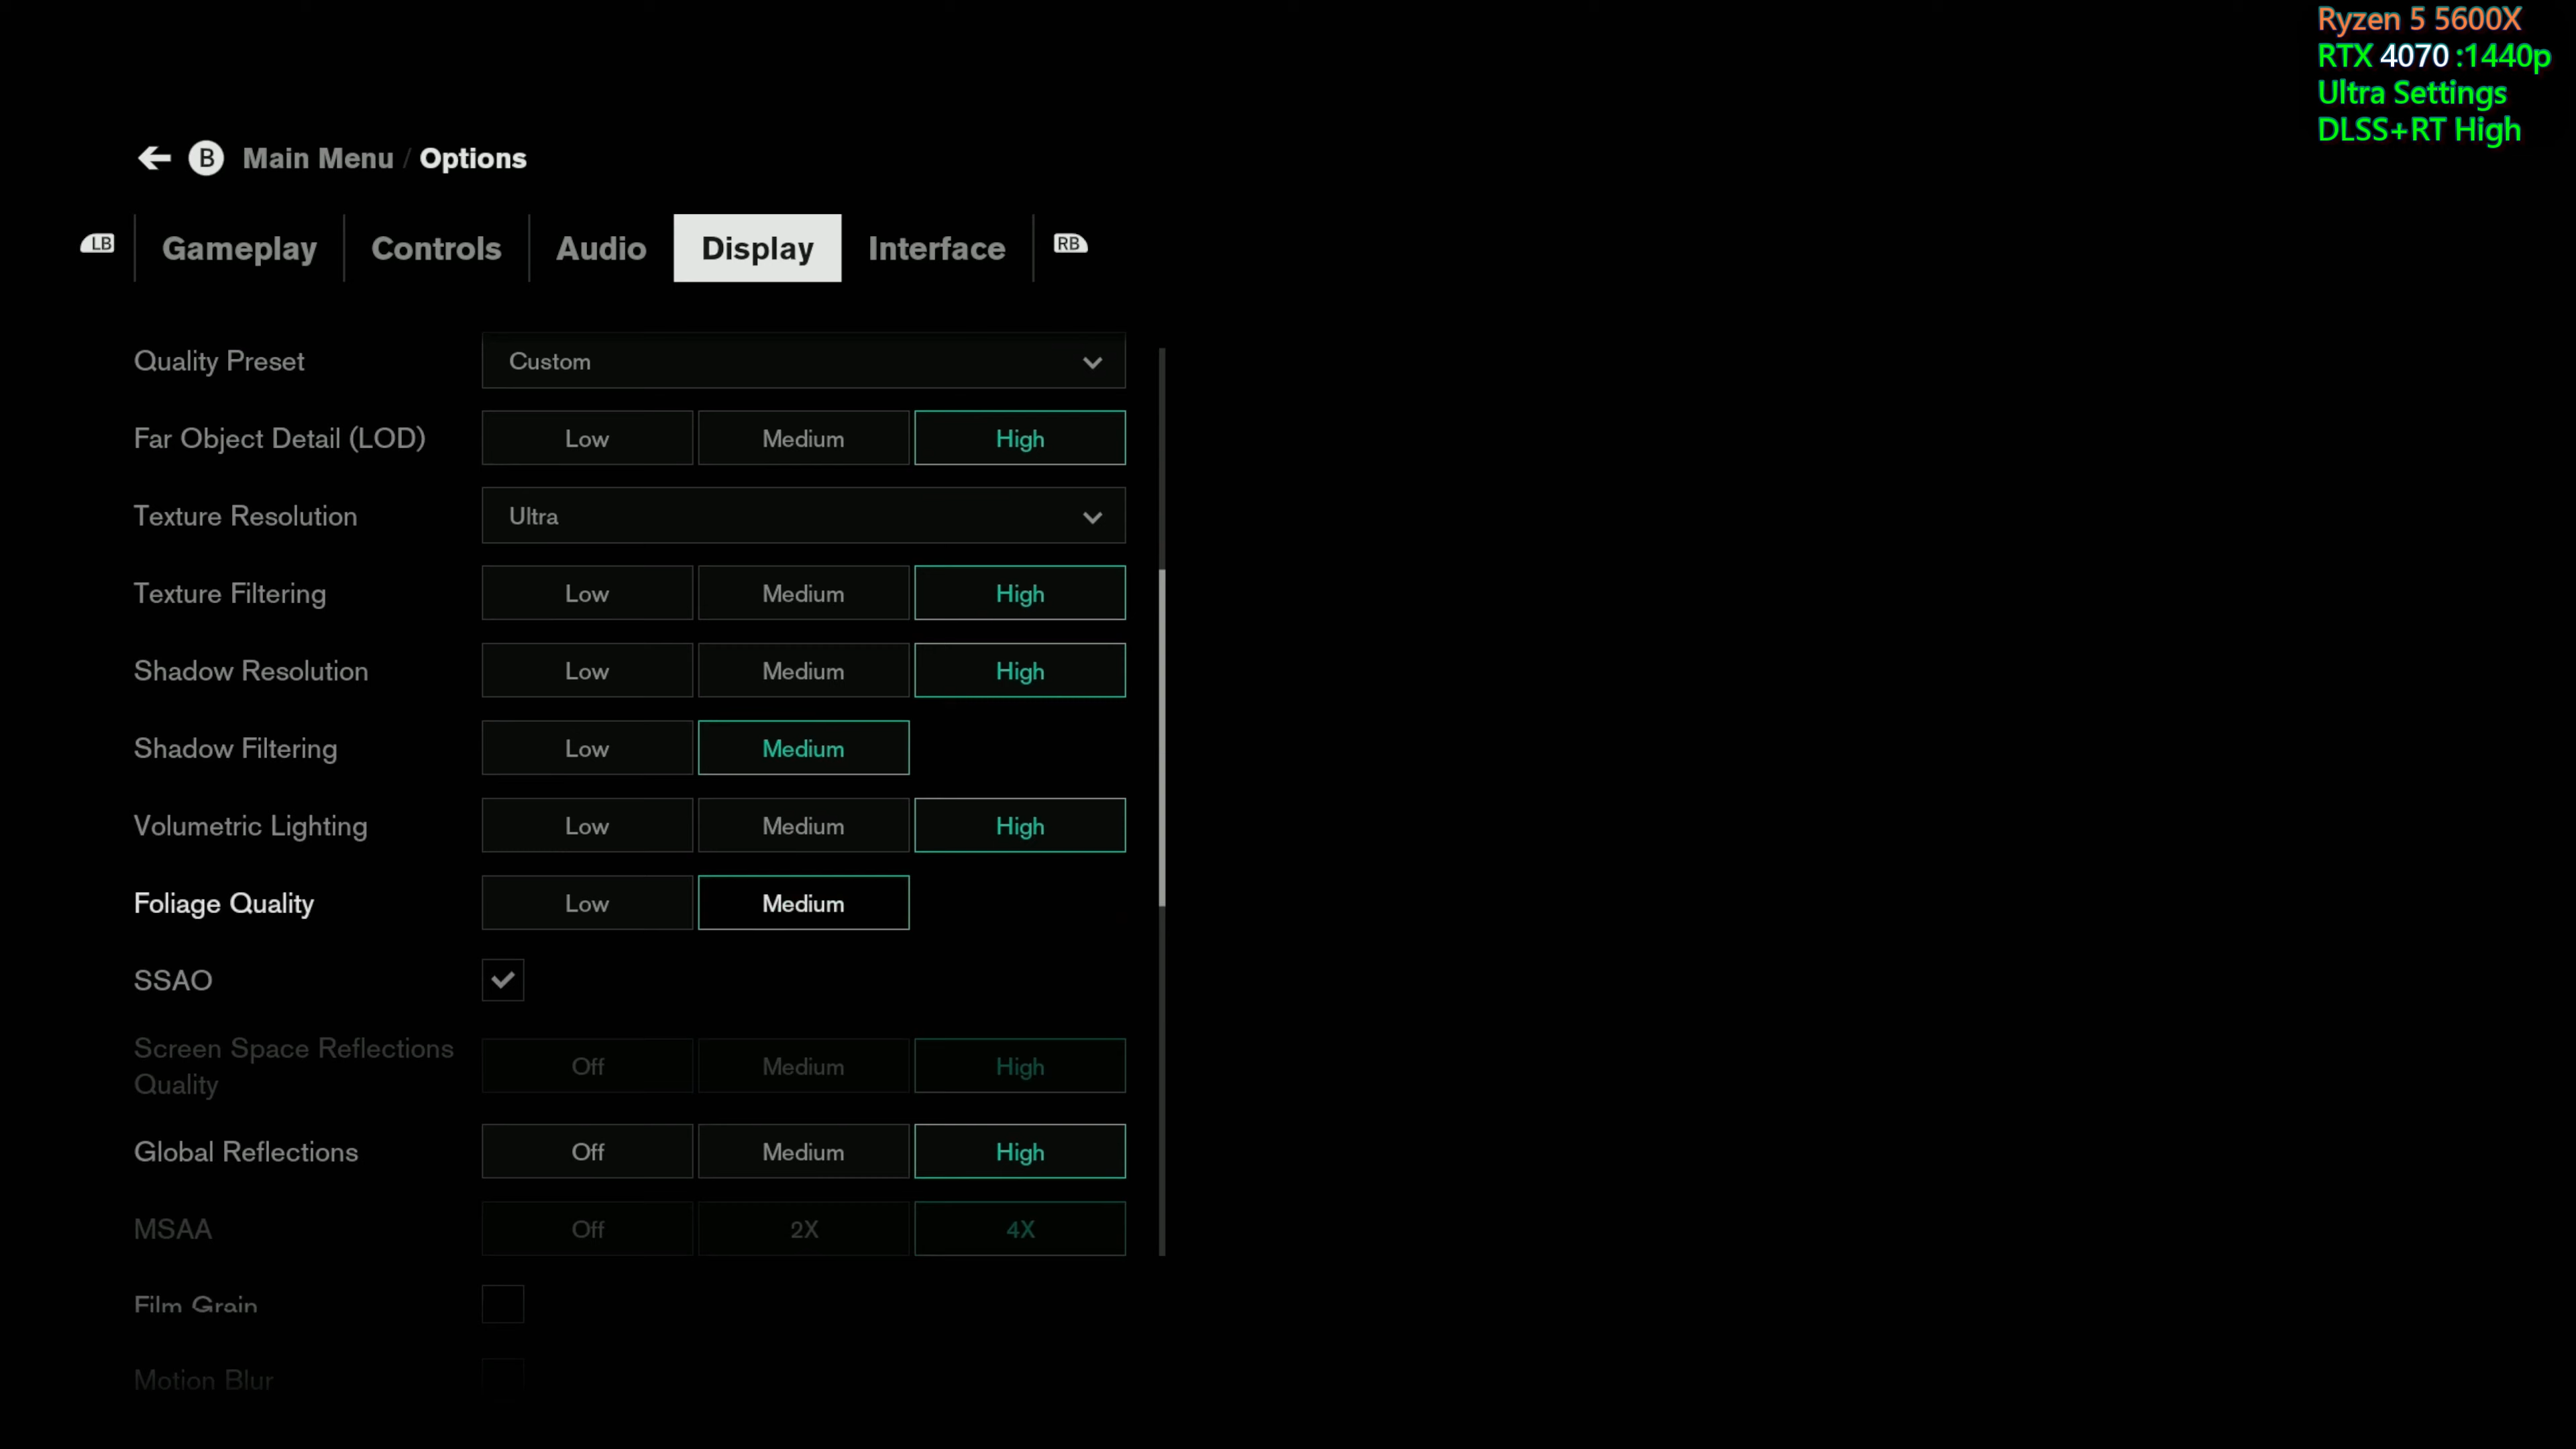 Ryzen 5 5600X
RTX 4070 :1440p
Ultra Settings
DLSS+RT High
B Main Menu / Options
LB Gameplay Controls Audio Display Interface RB
Quality Preset Custom
Far Object Detail (LOD) Low Medium High
Texture Resolution Ultra
Texture Filtering Low Medium High
Shadow Resolution Low Medium High
Shadow Filtering Low Medium
Volumetric Lighting Low Medium High
Foliage Quality Low Medium
SSAO
Screen Space Reflections
Quality Off Medium High
Global Reflections Off Medium High
MSAA Off 2X 4X
Film Grain
Motion Blur